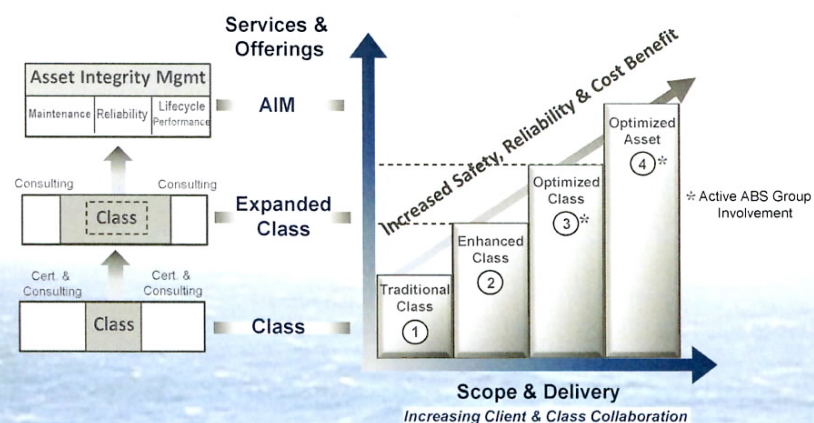 Services &
Offerings
Asset Integrity Mgmt
Maintenance Reliability Lifecycle
Performance
AIM
Consulting Consulting
Class
Expanded
Class
Cert. & Cert. &
Consulting Consulting
Class
Class
Increased Safety, Reliability & Cost Benefit
Traditional
Class
1
Enhanced
Class
2
Optimized
Class
3 *
Optimized
Asset
4 *
* Active ABS Group
Involvement
Scope & Delivery
Increasing Client & Class Collaboration